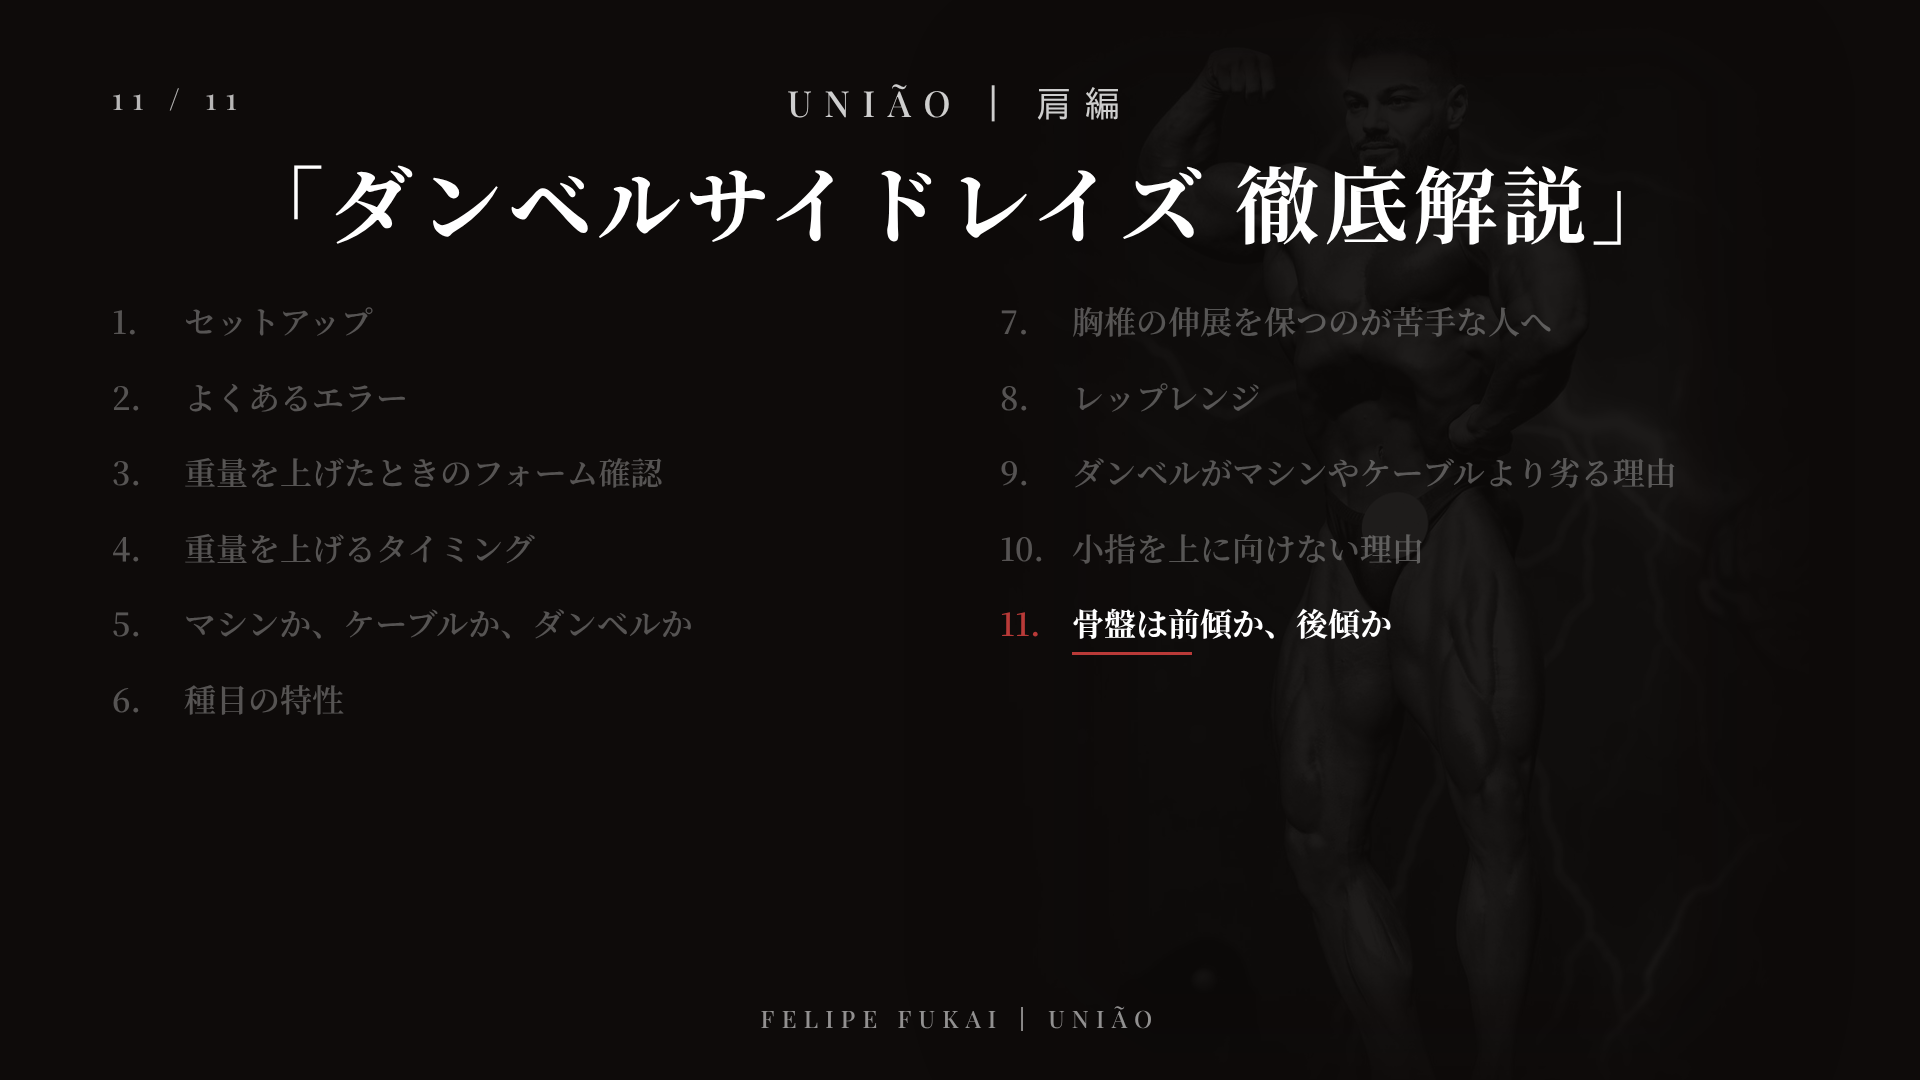 11 / 11
UNIÃO | 肩編
「ダンベルサイドレイズ 徹底解説」
1. セットアップ
2. よくあるエラー
3. 重量を上げたときのフォーム確認
4. 重量を上げるタイミング
5. マシンか、ケーブルか、ダンベルか
6. 種目の特性
7. 胸椎の伸展を保つのが苦手な人へ
8. レップレンジ
9. ダンベルがマシンやケーブルより劣る理由
10. 小指を上に向けない理由
11. 骨盤は前傾か、後傾か
FELIPE FUKAI | UNIÃO